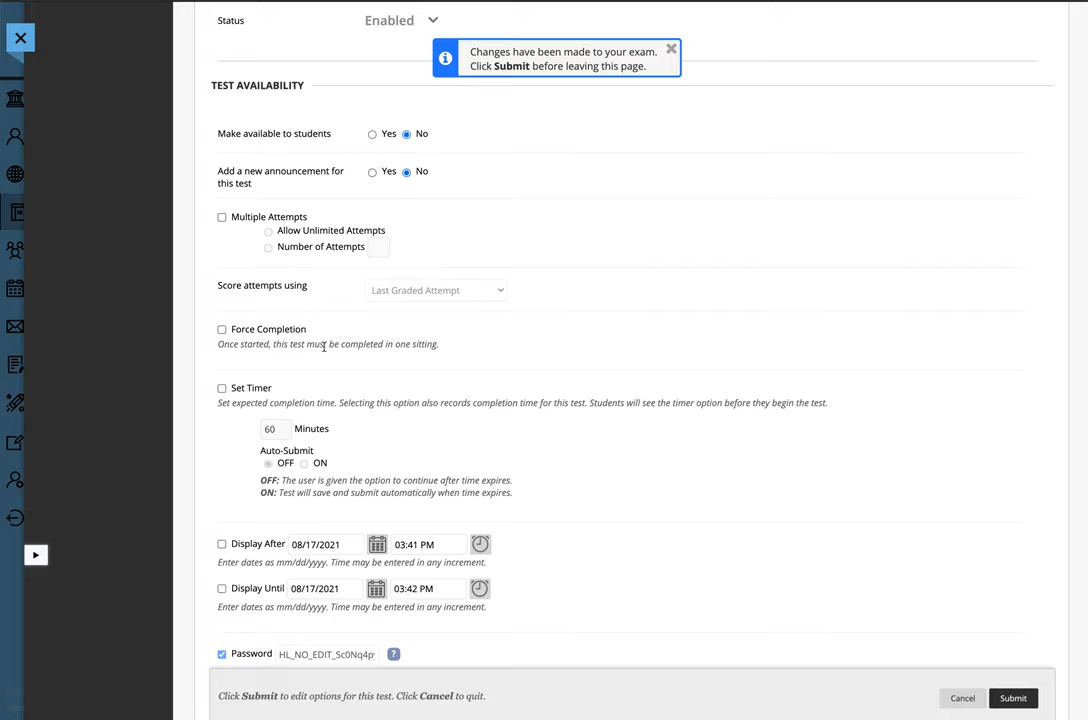 Status Enabled
Changes have been made to your exam.
Click Submit before leaving this page.
TEST AVAILABILITY
Make available to students Yes No
Add a new announcement for Yes No
this test
Multiple Attempts
Allow Unlimited Attempts
Number of Attempts
Score attempts using Last Graded Attempt
Force Completion
Once started, this test must be completed in one sitting.
Set Timer
Set expected completion time. Selecting this option also records completion time for this test. Students will see the timer option before they begin the test.
60 Minutes
Auto-Submit
OFF ON
OFF: The user is given the option to continue after time expires.
ON: Test will save and submit automatically when time expires.
Display After 08/17/2021 03:41 PM
Enter dates as mm/dd/yyyy. Time may be entered in any increment.
Display Until 08/17/2021 03:42 PM
Enter dates as mm/dd/yyyy. Time may be entered in any increment.
Password HL_NO_EDIT_Sc0Nq4p ?
Click Submit to edit options for this test. Click Cancel to quit. Cancel Submit